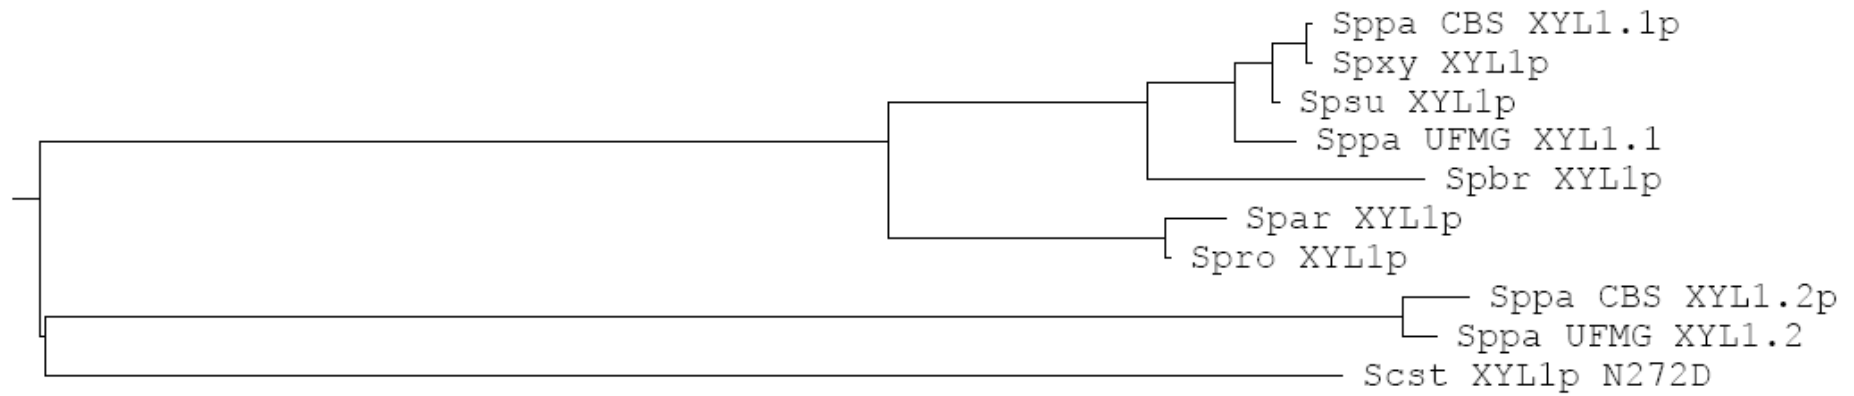 Sppa CBS XYL1.1p
Spxy XYL1p
Spsu XYL1p
Sppa UFMG XYL1.1
Spbr XYL1p
Spar XYL1p
Spro XYL1p
Sppa CBS XYL1.2p
Sppa UFMG XYL1.2
Scst XYL1p N272D